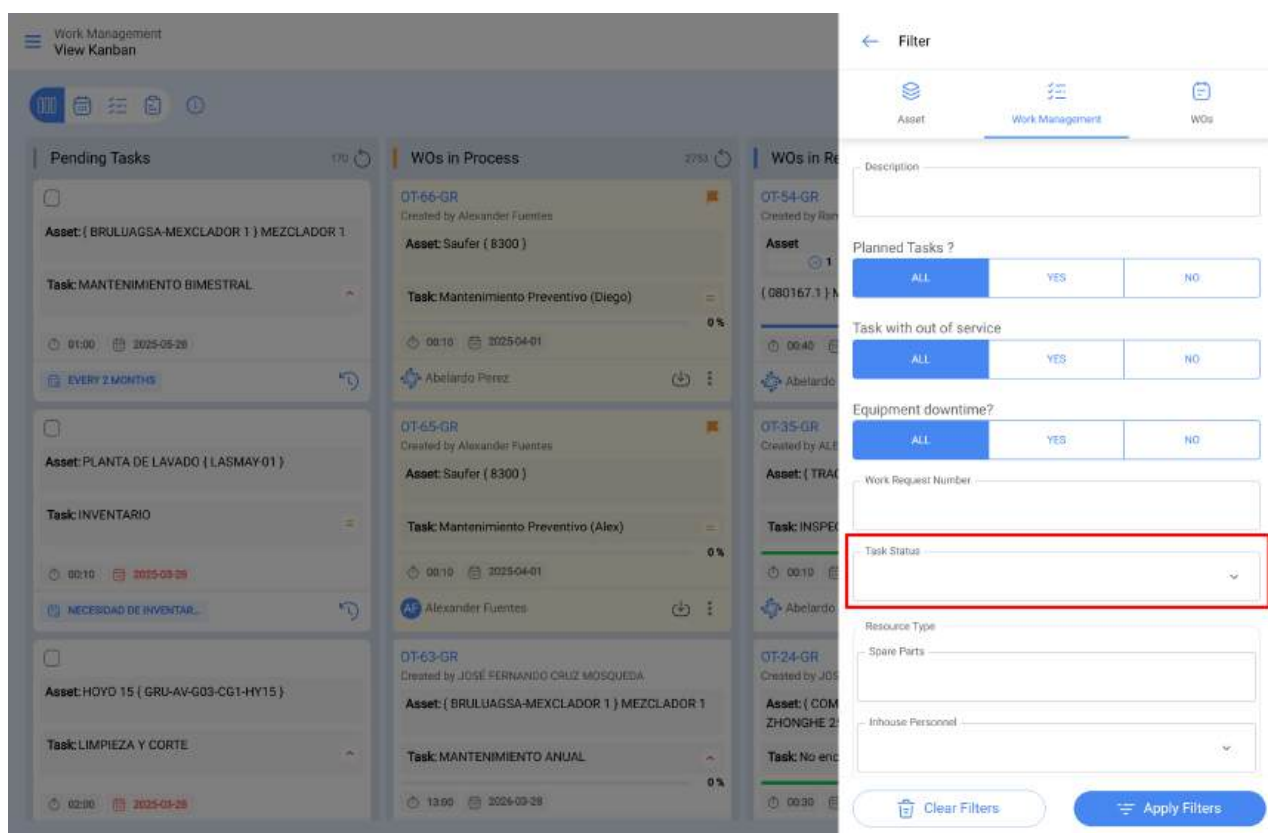 Work Management
View Kanban
Pending Tasks 170
Asset: { BRULUAGSA-MEXCLADOR 1 } MEZCLADOR 1
Task: MANTENIMIENTO BIMESTRAL
01:00 2025-05-28
EVERY 2 MONTHS
Asset: PLANTA DE LAVADO { LASMAY-01 }
Task: INVENTARIO
00:10 2025-03-28
NECESIDAD DE INVENTAR...
Asset: HOYO 15 { GRU-AV-G03-CG1-HY15 }
Task: LIMPIEZA Y CORTE
02:00 2025-03-28
WOs in Process 2753
OT-66-GR
Created by Alexander Fuentes
Asset: Saufer { 8300 }
Task: Mantenimiento Preventivo (Diego)
0 %
00:10 2025-04-01
Abelardo Perez
OT-65-GR
Created by Alexander Fuentes
Asset: Saufer { 8300 }
Task: Mantenimiento Preventivo (Alex)
0 %
00:10 2025-04-01
AF Alexander Fuentes
OT-63-GR
Created by JOSÉ FERNANDO CRUZ MOSQUEDA
Asset: { BRULUAGSA-MEXCLADOR 1 } MEZCLADOR 1
Task: MANTENIMIENTO ANUAL
0 %
13:00 2026-03-28
WOs in Re
OT-54-GR
Created by
Asset
1
{ 080167.1 }
00:40
Abelardo
OT-35-GR
Created by ALE
Asset: { TRAC
Task: INSPEC
00:10
Abelardo
OT-24-GR
Created by JOS
Asset: { COM
ZHONGHE 2
Task: No enc
00:30
Filter
Asset Work Management WOs
Description
Planned Tasks ?
ALL YES NO
Task with out of service
ALL YES NO
Equipment downtime?
ALL YES NO
Work Request Number
Task Status
Resource Type
Spare Parts
Inhouse Personnel
Clear Filters Apply Filters